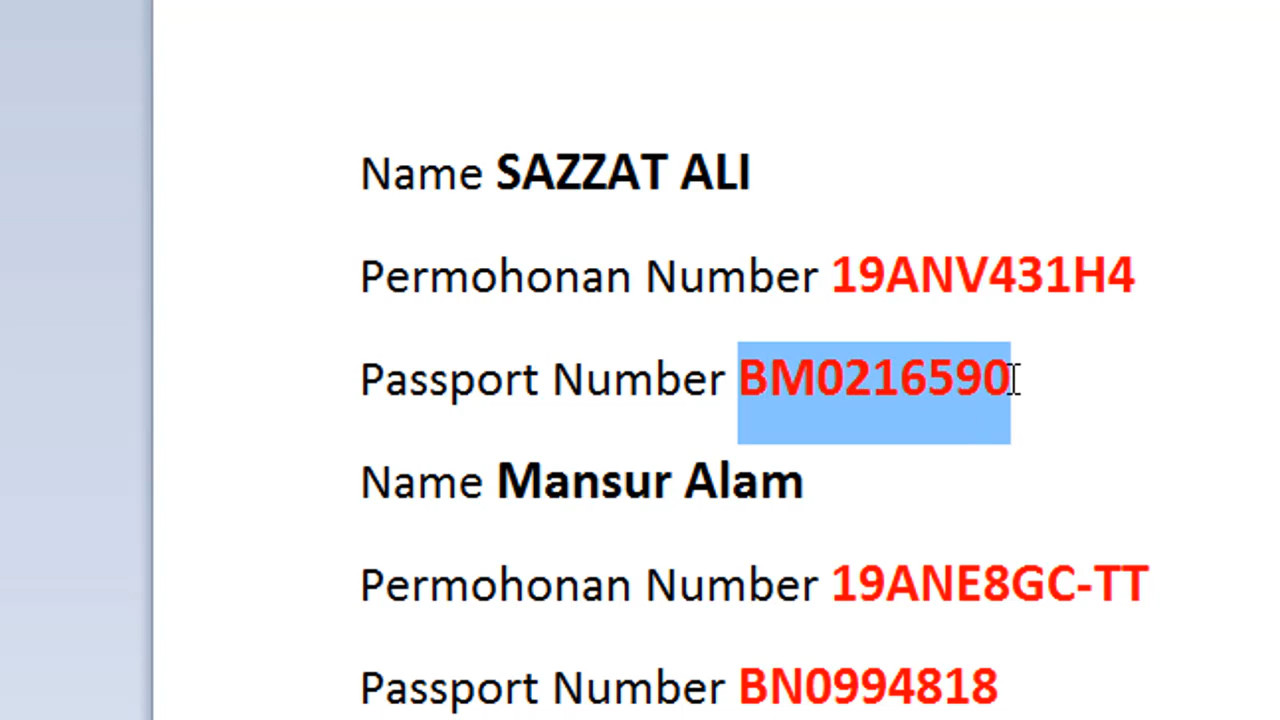 Name SAZZAT ALI
Permohonan Number 19ANV431H4
Passport Number BM0216590
Name Mansur Alam
Permohonan Number 19ANE8GC-TT
Passport Number BN0994818